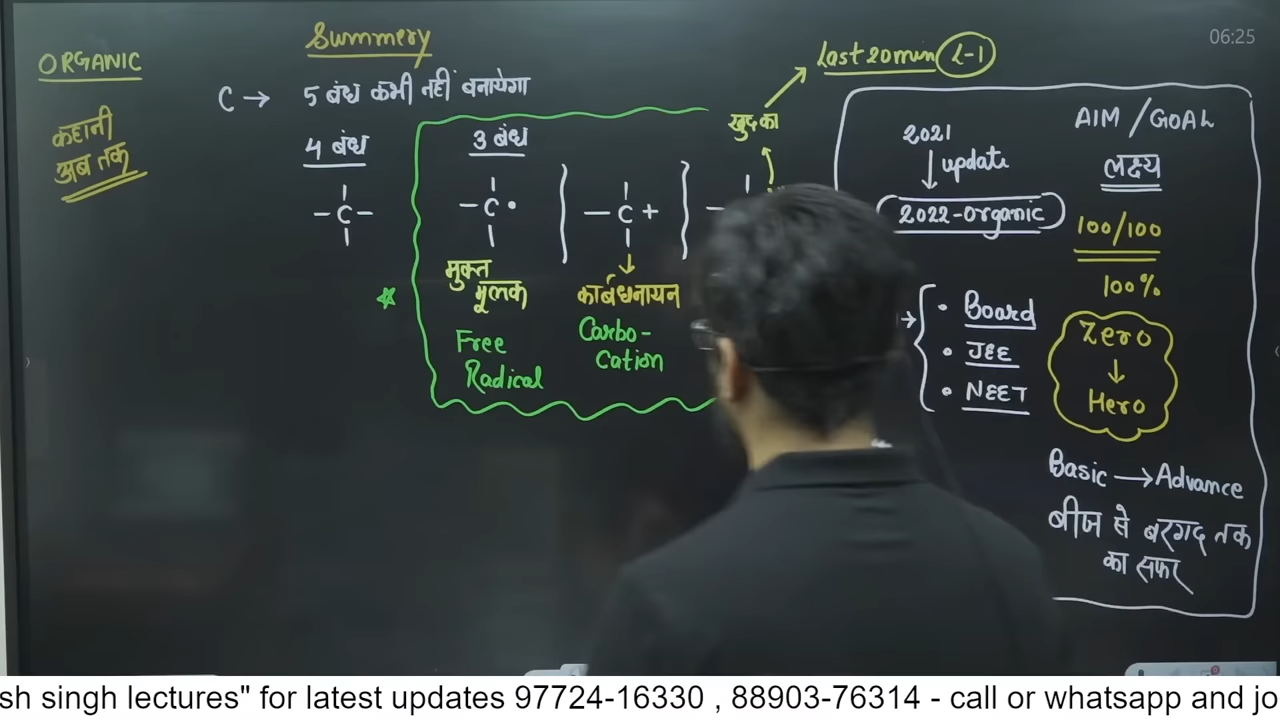 06:25
ORGANIC
कहानी
अब तक
Summery
C → 5 बंध कभी नहीं बनायेगा
4 बंध
3 बंध
-C-
-C•
-C+
मुक्त
मूलक
Free
Radical
कार्बधनायन
Carbo-
Cation
खुद का
Last 20 min L-1
2021
update
2022-organic
AIM / GOAL
लक्ष्य
100/100
100%
• Board
• JEE
• NEET
Zero
↓
Hero
Basic → Advance
बीज से बरगद तक
का सफर
sh singh lectures" for latest updates 97724-16330 , 88903-76314 - call or whatsapp and jo